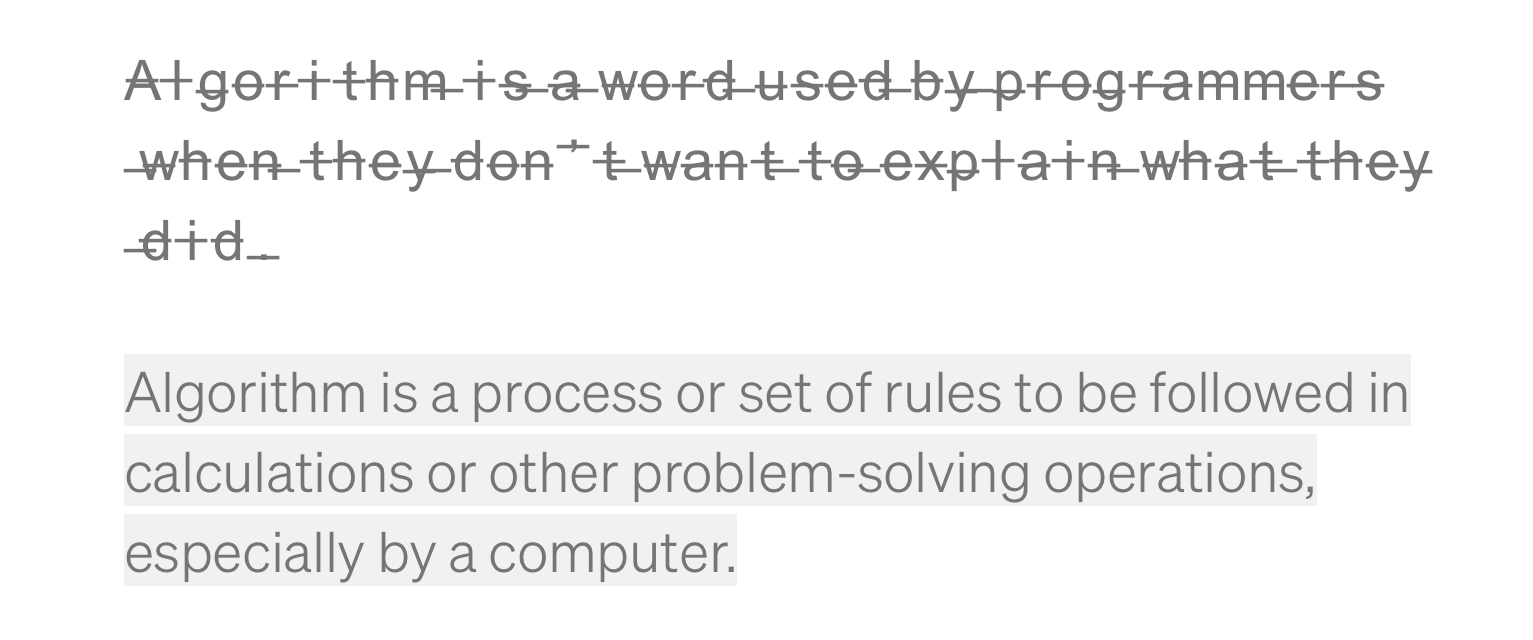 Algorithm is a word used by programmers
when they don't want to explain what they
did.
Algorithm is a process or set of rules to be followed in
calculations or other problem-solving operations,
especially by a computer.